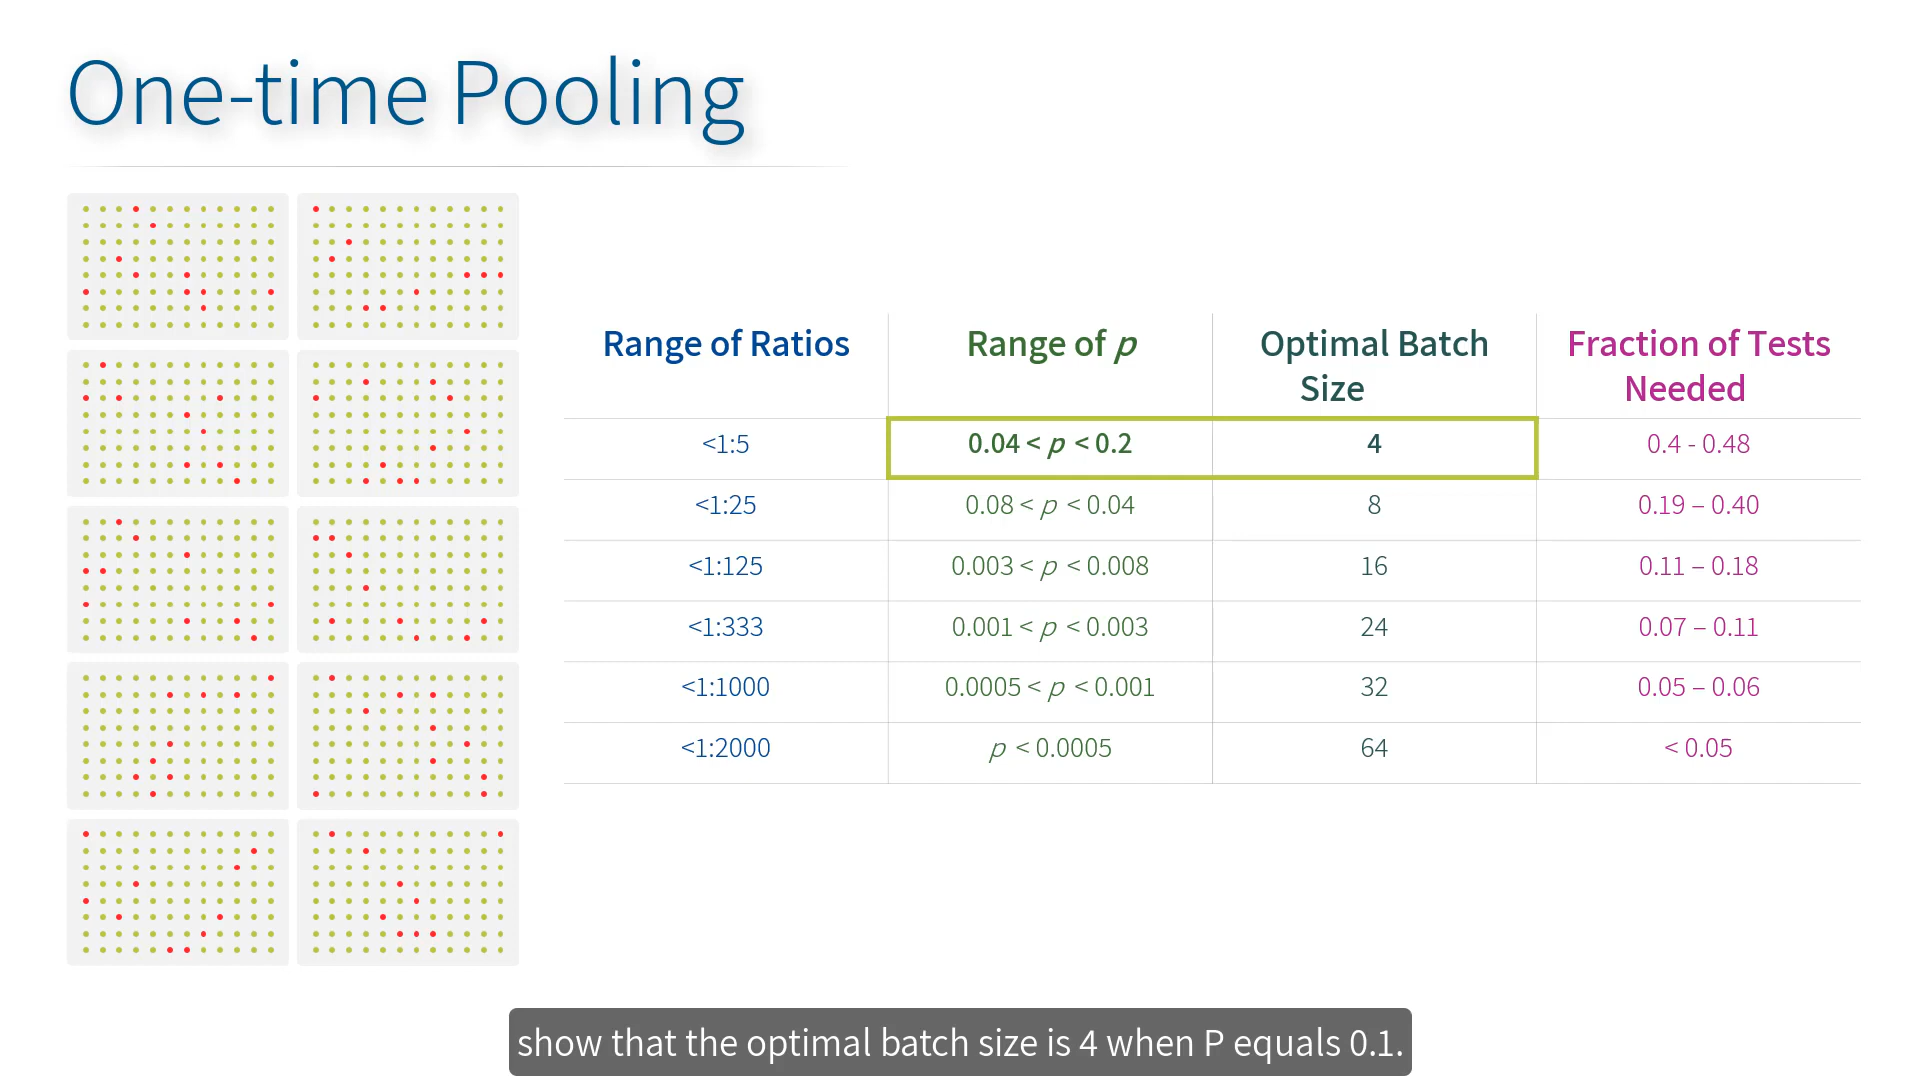 One-time Pooling
Range of Ratios
Range of p
Optimal Batch
Size
Fraction of Tests
Needed
<1:5
0.04 < p < 0.2
4
0.4 - 0.48
<1:25
0.08 < p < 0.04
8
0.19 – 0.40
<1:125
0.003 < p < 0.008
16
0.11 – 0.18
<1:333
0.001 < p < 0.003
24
0.07 – 0.11
<1:1000
0.0005 < p < 0.001
32
0.05 – 0.06
<1:2000
p < 0.0005
64
< 0.05
show that the optimal batch size is 4 when P equals 0.1.